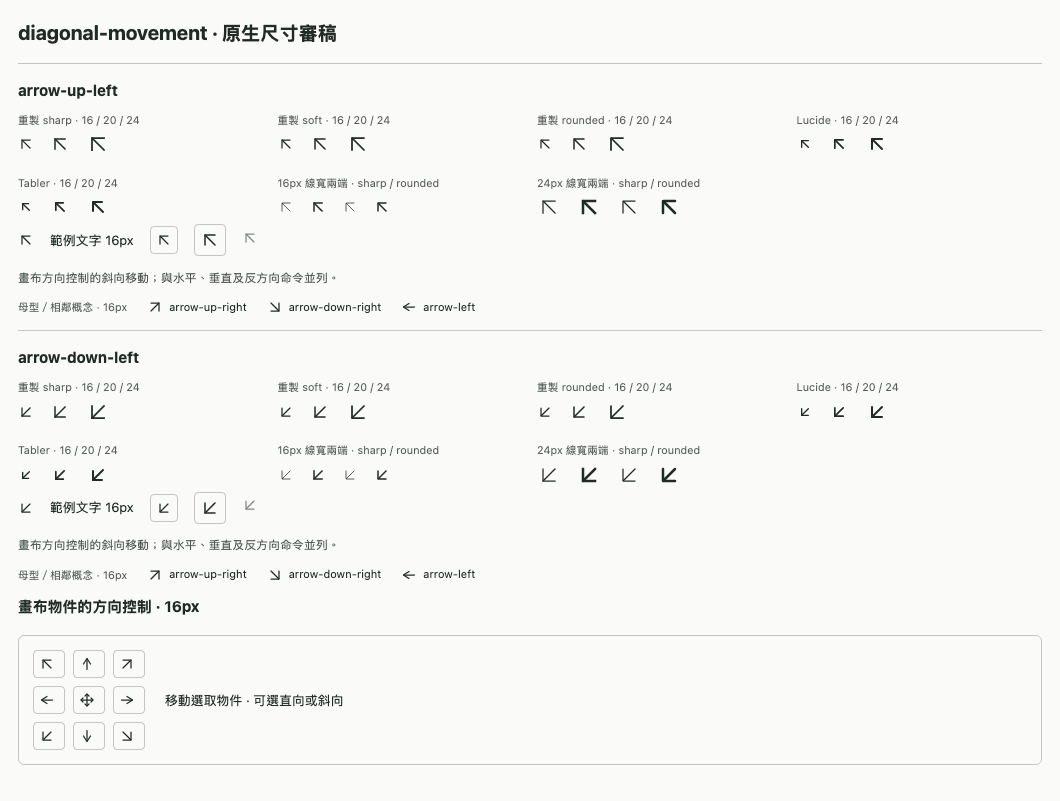 diagonal-movement · 原生尺寸審稿
arrow-up-left
重製 sharp · 16 / 20 / 24
重製 soft · 16 / 20 / 24
重製 rounded · 16 / 20 / 24
Lucide · 16 / 20 / 24
Tabler · 16 / 20 / 24
16px 線寬兩端 · sharp / rounded
24px 線寬兩端 · sharp / rounded
範例文字 16px
畫布方向控制的斜向移動；與水平、垂直及反方向命令並列。
母型 / 相鄰概念 · 16px arrow-up-right arrow-down-right arrow-left
arrow-down-left
重製 sharp · 16 / 20 / 24
重製 soft · 16 / 20 / 24
重製 rounded · 16 / 20 / 24
Lucide · 16 / 20 / 24
Tabler · 16 / 20 / 24
16px 線寬兩端 · sharp / rounded
24px 線寬兩端 · sharp / rounded
範例文字 16px
畫布方向控制的斜向移動；與水平、垂直及反方向命令並列。
母型 / 相鄰概念 · 16px arrow-up-right arrow-down-right arrow-left
畫布物件的方向控制 · 16px
移動選取物件 · 可選直向或斜向